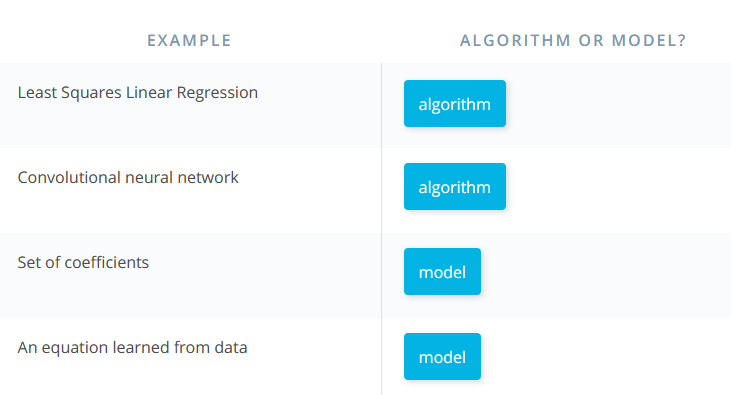 EXAMPLE ALGORITHM OR MODEL?
Least Squares Linear Regression algorithm
Convolutional neural network algorithm
Set of coefficients model
An equation learned from data model